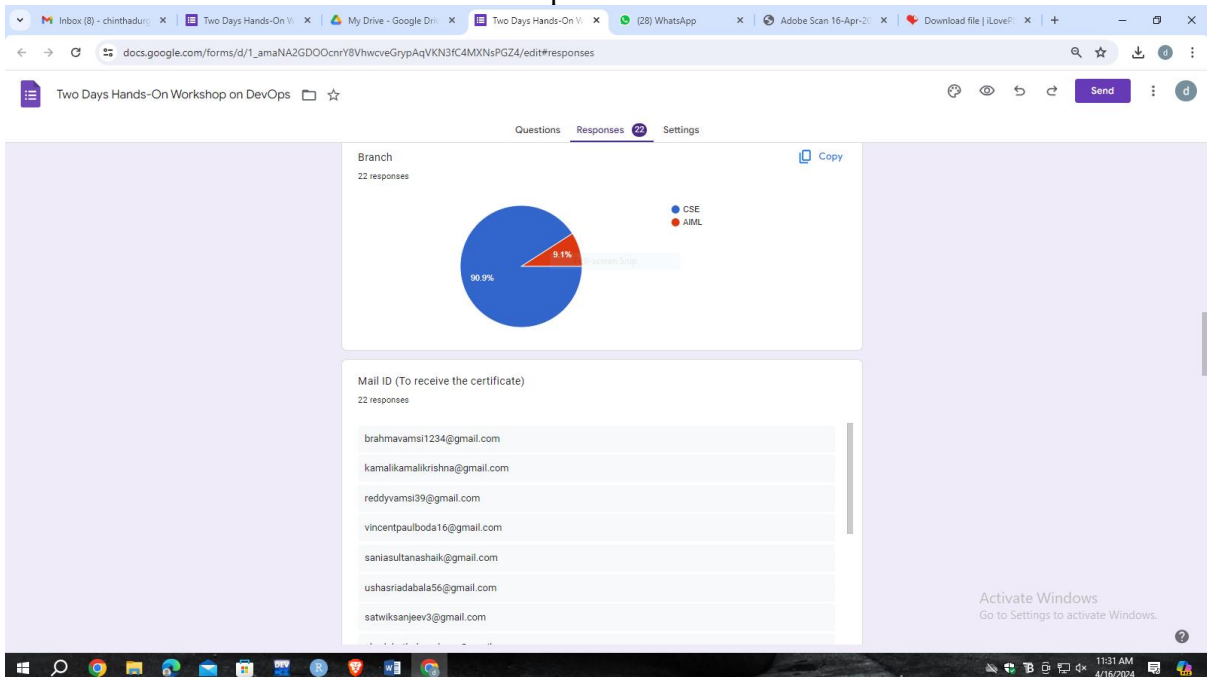 Inbox (8) - chinthadurg
Two Days Hands-On W
My Drive - Google Driv
Two Days Hands-On W
(28) WhatsApp
Adobe Scan 16-Apr-20
Download file | iLoveP
docs.google.com/forms/d/1_amaNA2GDOOcnrY8VhwcveGrypAqVKN3fC4MXNsPGZ4/edit#responses
d
Two Days Hands-On Workshop on DevOps
Send
d
Questions Responses 22 Settings
Branch
Copy
22 responses
CSE
AIML
9.1%
90.9%
Mail ID (To receive the certificate)
22 responses
brahmavamsi1234@gmail.com
kamalikamalikrishna@gmail.com
reddyvamsi39@gmail.com
vincentpaulboda16@gmail.com
saniasultanashaik@gmail.com
ushasriadabala56@gmail.com
satwiksanjeev3@gmail.com
Activate Windows
Go to Settings to activate Windows.
11:31 AM
4/16/2024